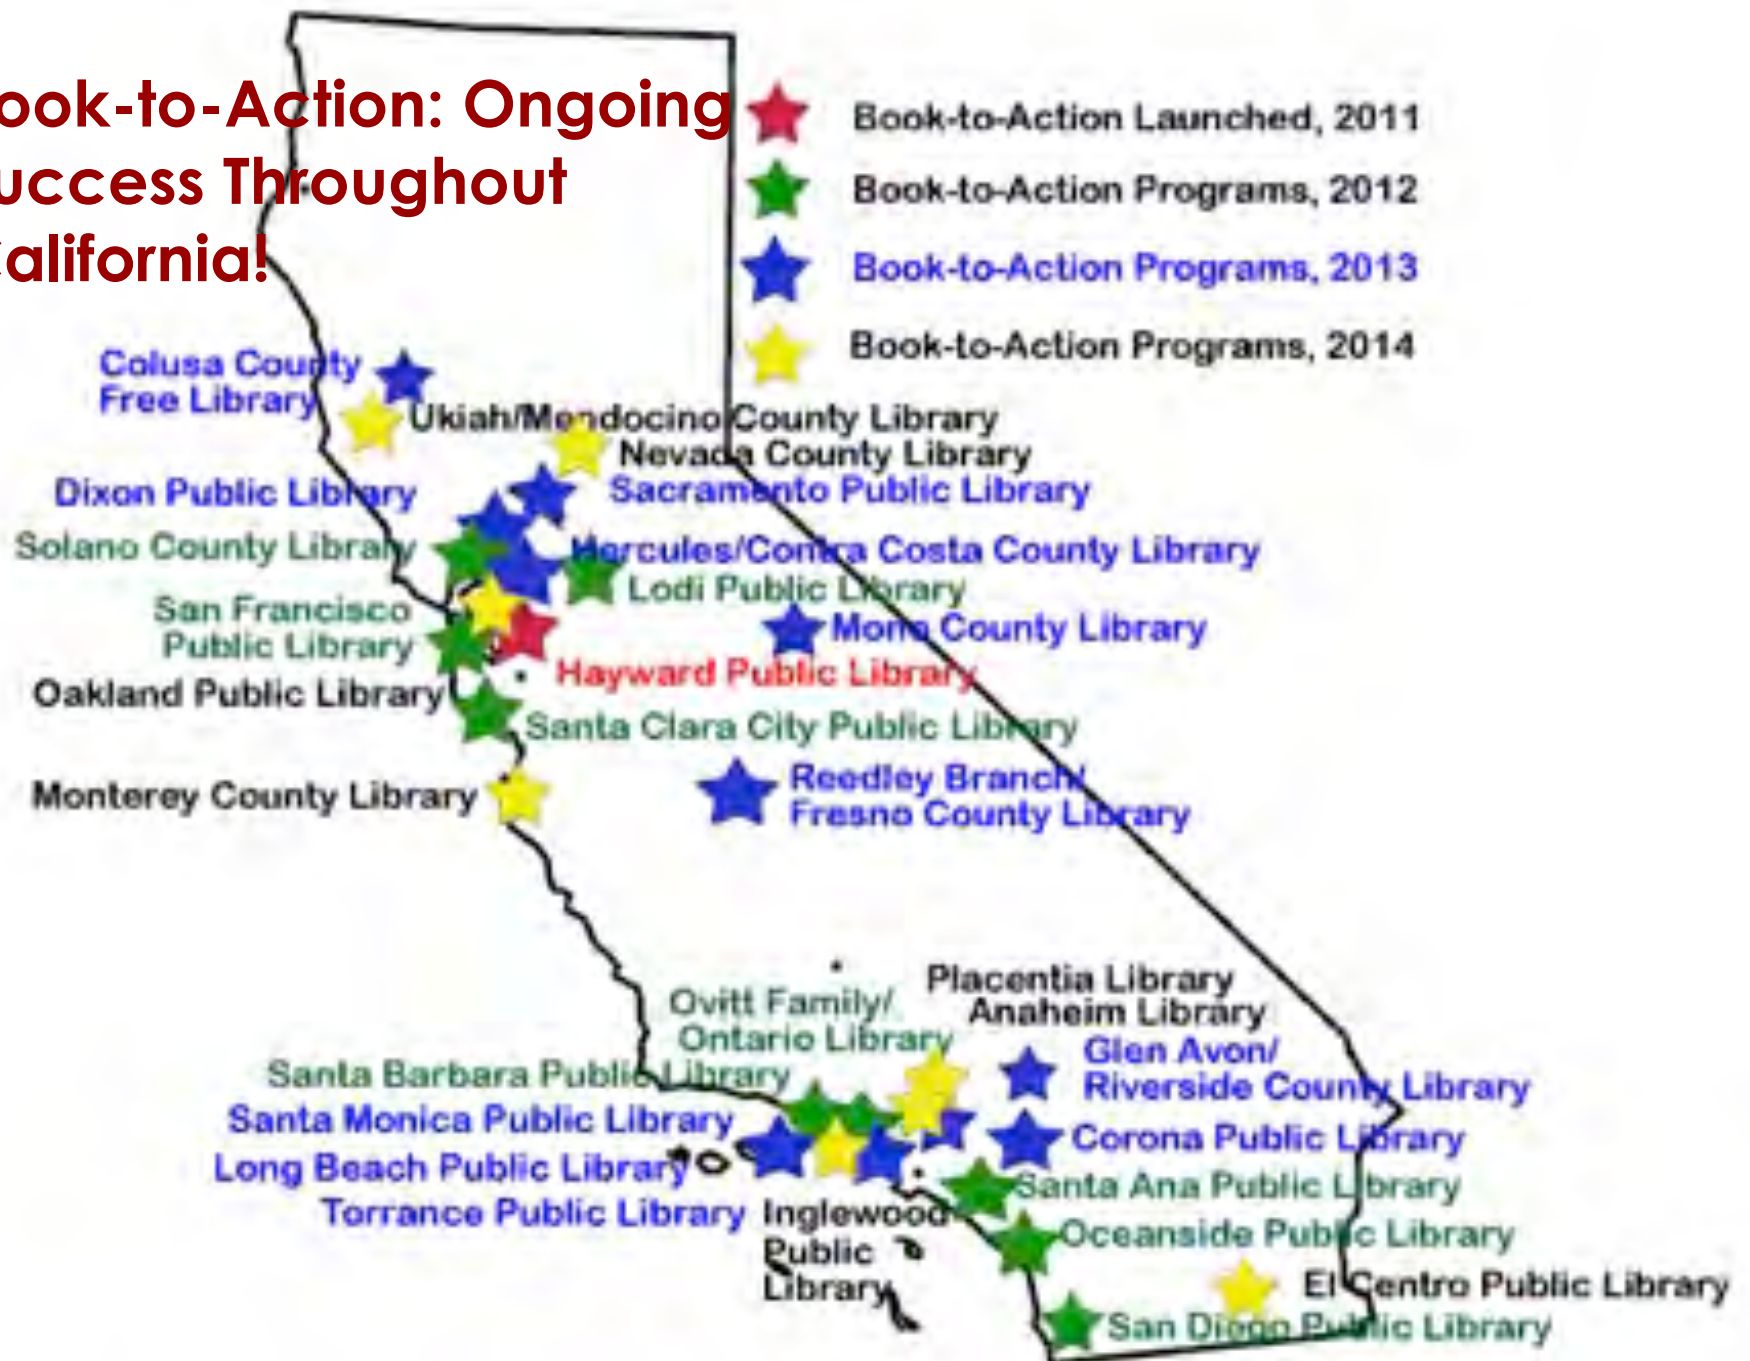 ook-to-Action: Ongoing
uccess Throughout
alifornia!
Book-to-Action Launched, 2011
Book-to-Action Programs, 2012
Book-to-Action Programs, 2013
Book-to-Action Programs, 2014
Colusa County
Free Library
Ukiah/Mendocino County Library
Nevada County Library
Dixon Public Library
Sacramento Public Library
Solano County Library
Hercules/Contra Costa County Library
Lodi Public Library
San Francisco
Public Library
Mono County Library
Hayward Public Library
Oakland Public Library
Santa Clara City Public Library
Monterey County Library
Reedley Branch/
Fresno County Library
Placentia Library
Anaheim Library
Ovitt Family/
Ontario Library
Glen Avon/
Riverside County Library
Santa Barbara Public Library
Santa Monica Public Library
Corona Public Library
Long Beach Public Library
Santa Ana Public Library
Torrance Public Library
Inglewood
Public
Library
Oceanside Public Library
El Centro Public Library
San Diego Public Library